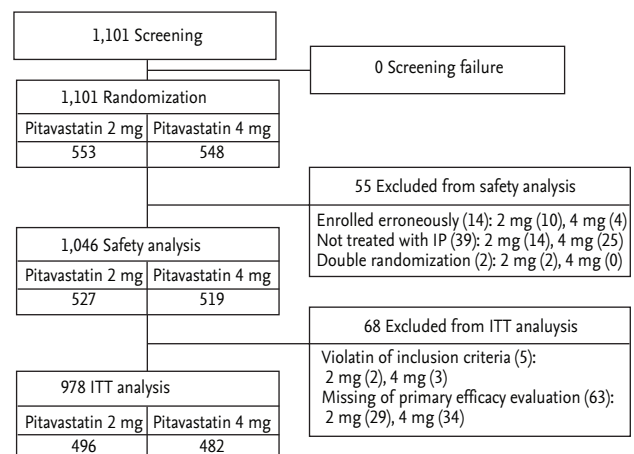 1,101 Screening
0 Screening failure
1,101 Randomization
Pitavastatin 2 mg Pitavastatin 4 mg
553 548
55 Excluded from safety analysis
Enrolled erroneously (14): 2 mg (10), 4 mg (4)
Not treated with IP (39): 2 mg (14), 4 mg (25)
Double randomization (2): 2 mg (2), 4 mg (0)
1,046 Safety analysis
Pitavastatin 2 mg Pitavastatin 4 mg
527 519
68 Excluded from ITT analuysis
Violatin of inclusion criteria (5):
2 mg (2), 4 mg (3)
Missing of primary efficacy evaluation (63):
2 mg (29), 4 mg (34)
978 ITT analysis
Pitavastatin 2 mg Pitavastatin 4 mg
496 482